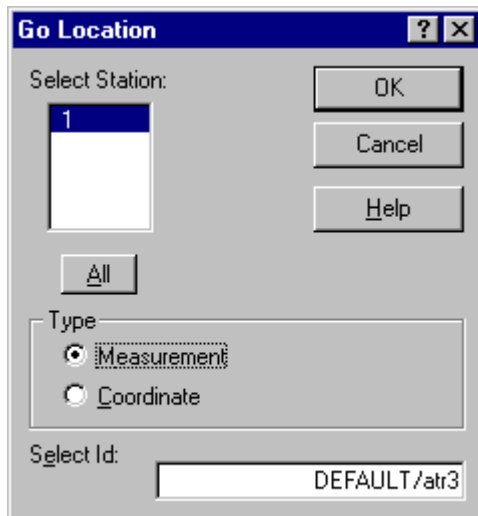 Go Location
Select Station:
1
OK
Cancel
Help
All
Type
Measurement
Coordinate
Select Id:
DEFAULT/atr3